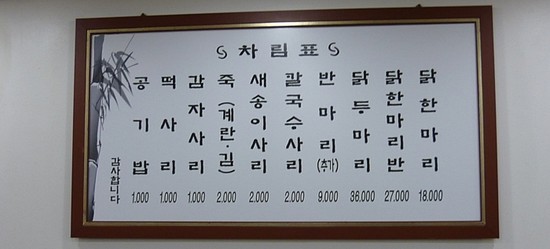 차림표
닭 한 마 리 18.000
닭 한 마 리 반 27.000
닭 두 마 리 36.000
반 마 리 (추가) 9.000
칼국수사리 2.000
새송이사리 2.000
죽(계란·김) 2.000
감자사리 1.000
떡 사 리 1.000
공 기 밥 1.000
감사합니다